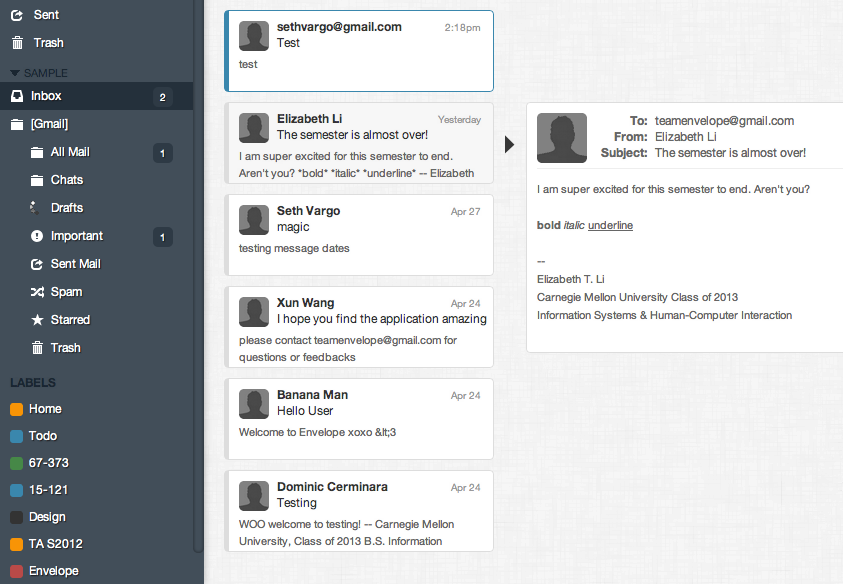 Sent
Trash
SAMPLE
Inbox 2
[Gmail]
All Mail 1
Chats
Drafts
Important 1
Sent Mail
Spam
Starred
Trash
LABELS
Home
Todo
67-373
15-121
Design
TA S2012
Envelope
sethvargo@gmail.com 2:18pm
Test
test
Elizabeth Li Yesterday
The semester is almost over!
I am super excited for this semester to end.
Aren't you? *bold* *italic* *underline* -- Elizabeth
Seth Vargo Apr 27
magic
testing message dates
Xun Wang Apr 24
I hope you find the application amazing
please contact teamenvelope@gmail.com for
questions or feedbacks
Banana Man Apr 24
Hello User
Welcome to Envelope xoxo &lt;3
Dominic Cerminara Apr 24
Testing
WOO welcome to testing! -- Carnegie Mellon
University, Class of 2013 B.S. Information
To: teamenvelope@gmail.com
From: Elizabeth Li
Subject: The semester is almost over!
I am super excited for this semester to end. Aren't you?
bold italic underline
--
Elizabeth T. Li
Carnegie Mellon University Class of 2013
Information Systems & Human-Computer Interaction